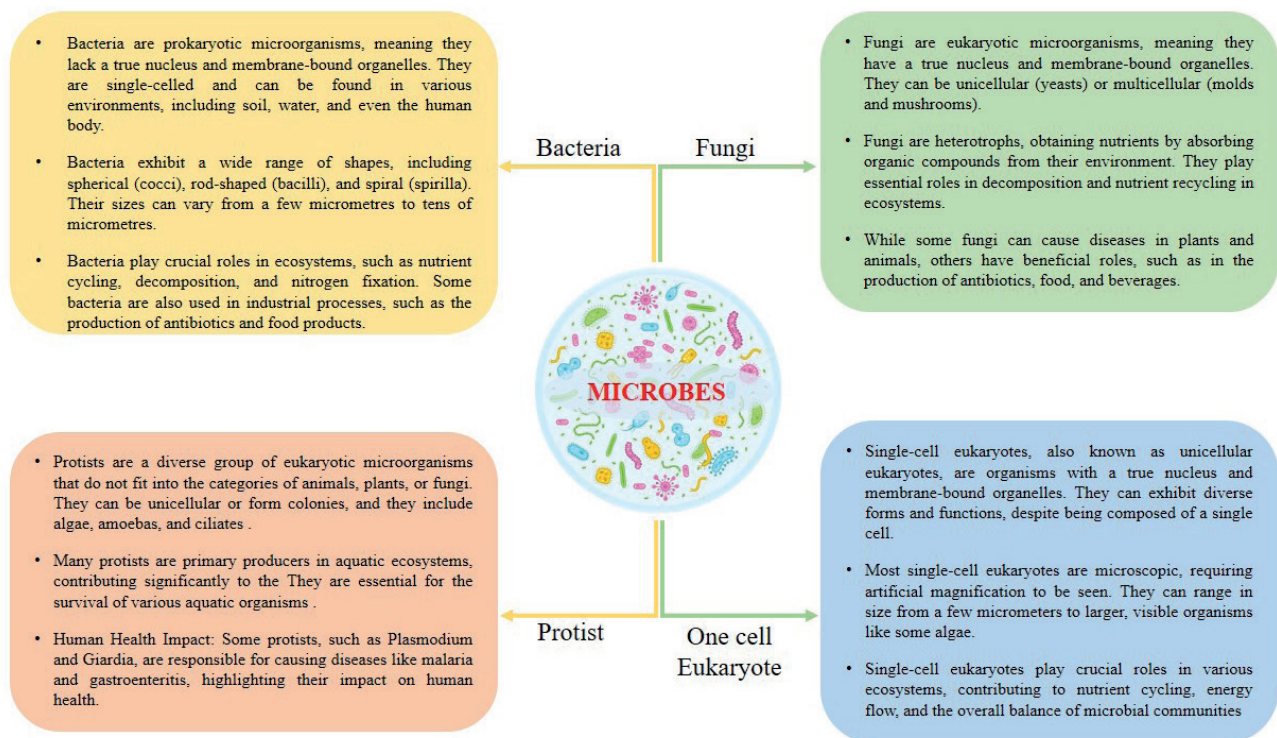 • Bacteria are prokaryotic microorganisms, meaning they
lack a true nucleus and membrane-bound organelles. They
are single-celled and can be found in various
environments, including soil, water, and even the human
body.
• Bacteria exhibit a wide range of shapes, including
spherical (cocci), rod-shaped (bacilli), and spiral (spirilla).
Their sizes can vary from a few micrometres to tens of
micrometres.
• Bacteria play crucial roles in ecosystems, such as nutrient
cycling, decomposition, and nitrogen fixation. Some
bacteria are also used in industrial processes, such as the
production of antibiotics and food products.
Bacteria
Fungi
• Fungi are eukaryotic microorganisms, meaning they
have a true nucleus and membrane-bound organelles.
They can be unicellular (yeasts) or multicellular (molds
and mushrooms).
• Fungi are heterotrophs, obtaining nutrients by absorbing
organic compounds from their environment. They play
essential roles in decomposition and nutrient recycling in
ecosystems.
• While some fungi can cause diseases in plants and
animals, others have beneficial roles, such as in the
production of antibiotics, food, and beverages.
MICROBES
• Protists are a diverse group of eukaryotic microorganisms
that do not fit into the categories of animals, plants, or fungi.
They can be unicellular or form colonies, and they include
algae, amoebas, and ciliates .
• Many protists are primary producers in aquatic ecosystems,
contributing significantly to the They are essential for the
survival of various aquatic organisms .
• Human Health Impact: Some protists, such as Plasmodium
and Giardia, are responsible for causing diseases like malaria
and gastroenteritis, highlighting their impact on human
health.
Protist
One cell
Eukaryote
• Single-cell eukaryotes, also known as unicellular
eukaryotes, are organisms with a true nucleus and
membrane-bound organelles. They can exhibit diverse
forms and functions, despite being composed of a single
cell.
• Most single-cell eukaryotes are microscopic, requiring
artificial magnification to be seen. They can range in
size from a few micrometers to larger, visible organisms
like some algae.
• Single-cell eukaryotes play crucial roles in various
ecosystems, contributing to nutrient cycling, energy
flow, and the overall balance of microbial communities